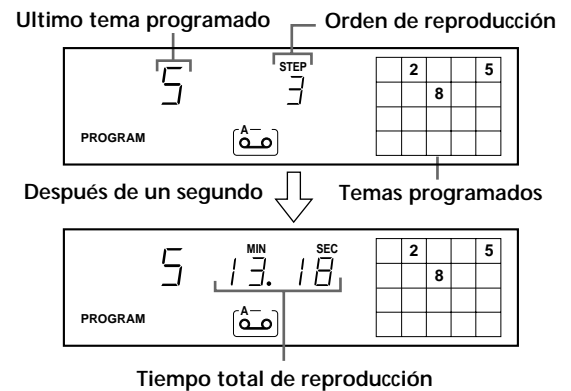 Ultimo tema programado Orden de reproducción
STEP
5 3
2 5
8
PROGRAM A
Después de un segundo Temas programados
MIN SEC
5 13. 18
2 5
8
PROGRAM A
Tiempo total de reproducción